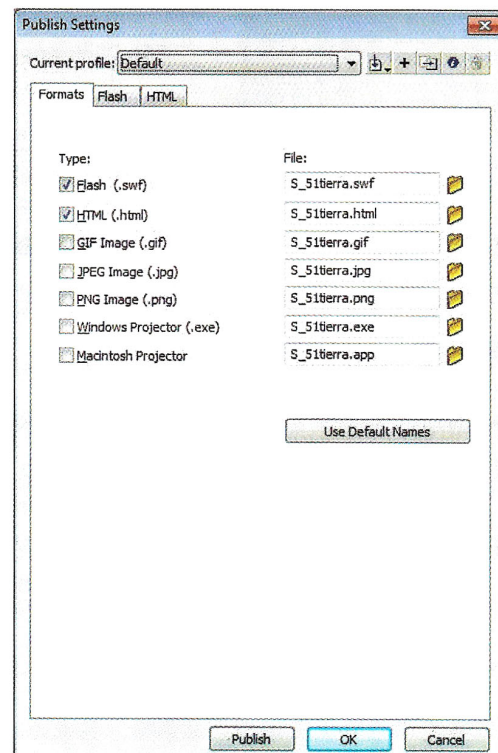 Publish Settings
Current profile: Default
Formats Flash HTML
Type: File:
Flash (.swf) S_51tierra.swf
HTML (.html) S_51tierra.html
GIF Image (.gif) S_51tierra.gif
JPEG Image (.jpg) S_51tierra.jpg
PNG Image (.png) S_51tierra.png
Windows Projector (.exe) S_51tierra.exe
Macintosh Projector S_51tierra.app
Use Default Names
Publish OK Cancel